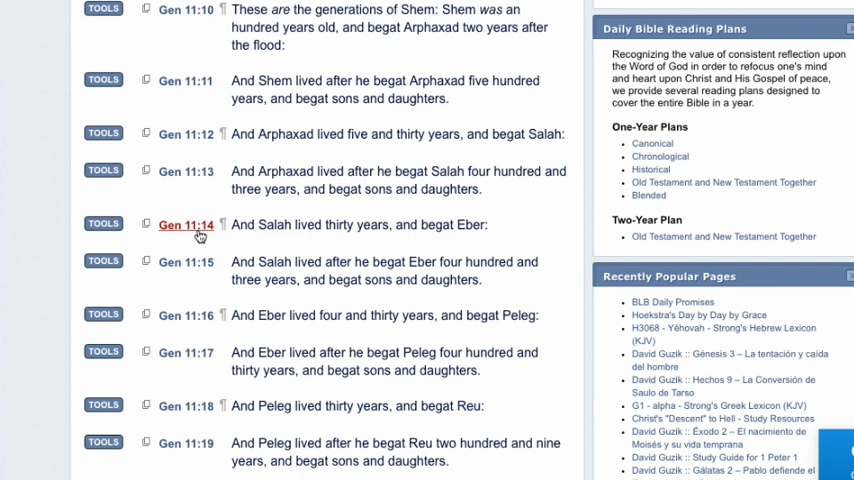 TOOLS Gen 11:10 ¶ These are the generations of Shem: Shem was an
hundred years old, and begat Arphaxad two years after
the flood:
TOOLS Gen 11:11 And Shem lived after he begat Arphaxad five hundred
years, and begat sons and daughters.
TOOLS Gen 11:12 ¶ And Arphaxad lived five and thirty years, and begat Salah:
TOOLS Gen 11:13 And Arphaxad lived after he begat Salah four hundred and
three years, and begat sons and daughters.
TOOLS Gen 11:14 ¶ And Salah lived thirty years, and begat Eber:
TOOLS Gen 11:15 And Salah lived after he begat Eber four hundred and
three years, and begat sons and daughters.
TOOLS Gen 11:16 ¶ And Eber lived four and thirty years, and begat Peleg:
TOOLS Gen 11:17 And Eber lived after he begat Peleg four hundred and
thirty years, and begat sons and daughters.
TOOLS Gen 11:18 ¶ And Peleg lived thirty years, and begat Reu:
TOOLS Gen 11:19 And Peleg lived after he begat Reu two hundred and nine
years, and begat sons and daughters.
Daily Bible Reading Plans
Recognizing the value of consistent reflection upon
the Word of God in order to refocus one's mind
and heart upon Christ and His Gospel of peace,
we provide several reading plans designed to
cover the entire Bible in a year.
One-Year Plans
Canonical
Chronological
Historical
Old Testament and New Testament Together
Blended
Two-Year Plan
Old Testament and New Testament Together
Recently Popular Pages
BLB Daily Promises
Hoekstra's Day by Day by Grace
H3068 - Yĕhovah - Strong's Hebrew Lexicon
(KJV)
David Guzik :: Génesis 3 – La tentación y caída
del hombre
David Guzik :: Hechos 9 – La Conversión de
Saulo de Tarso
G1 - alpha - Strong's Greek Lexicon (KJV)
Christ's "Descent" to Hell - Study Resources
David Guzik :: Éxodo 2 – El nacimiento de
Moisés y su vida temprana
David Guzik :: Study Guide for 1 Peter 1
David Guzik :: Gálatas 2 – Pablo defiende el